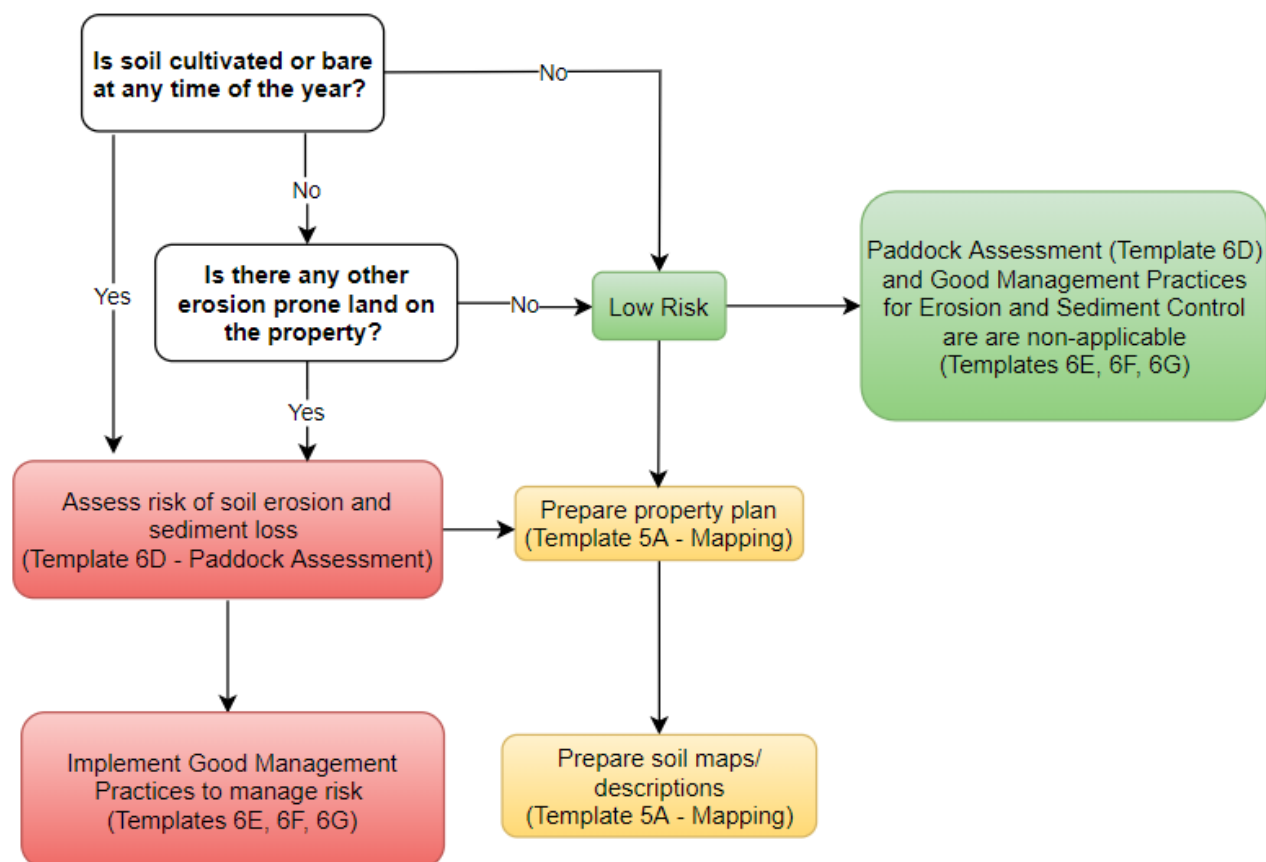 Is soil cultivated or bare
at any time of the year?
No
No
Yes
Is there any other
erosion prone land on
the property?
No
Low Risk
Paddock Assessment (Template 6D)
and Good Management Practices
for Erosion and Sediment Control
are are non-applicable
(Templates 6E, 6F, 6G)
Yes
Assess risk of soil erosion and
sediment loss
(Template 6D - Paddock Assessment)
Prepare property plan
(Template 5A - Mapping)
Implement Good Management
Practices to manage risk
(Templates 6E, 6F, 6G)
Prepare soil maps/
descriptions
(Template 5A - Mapping)